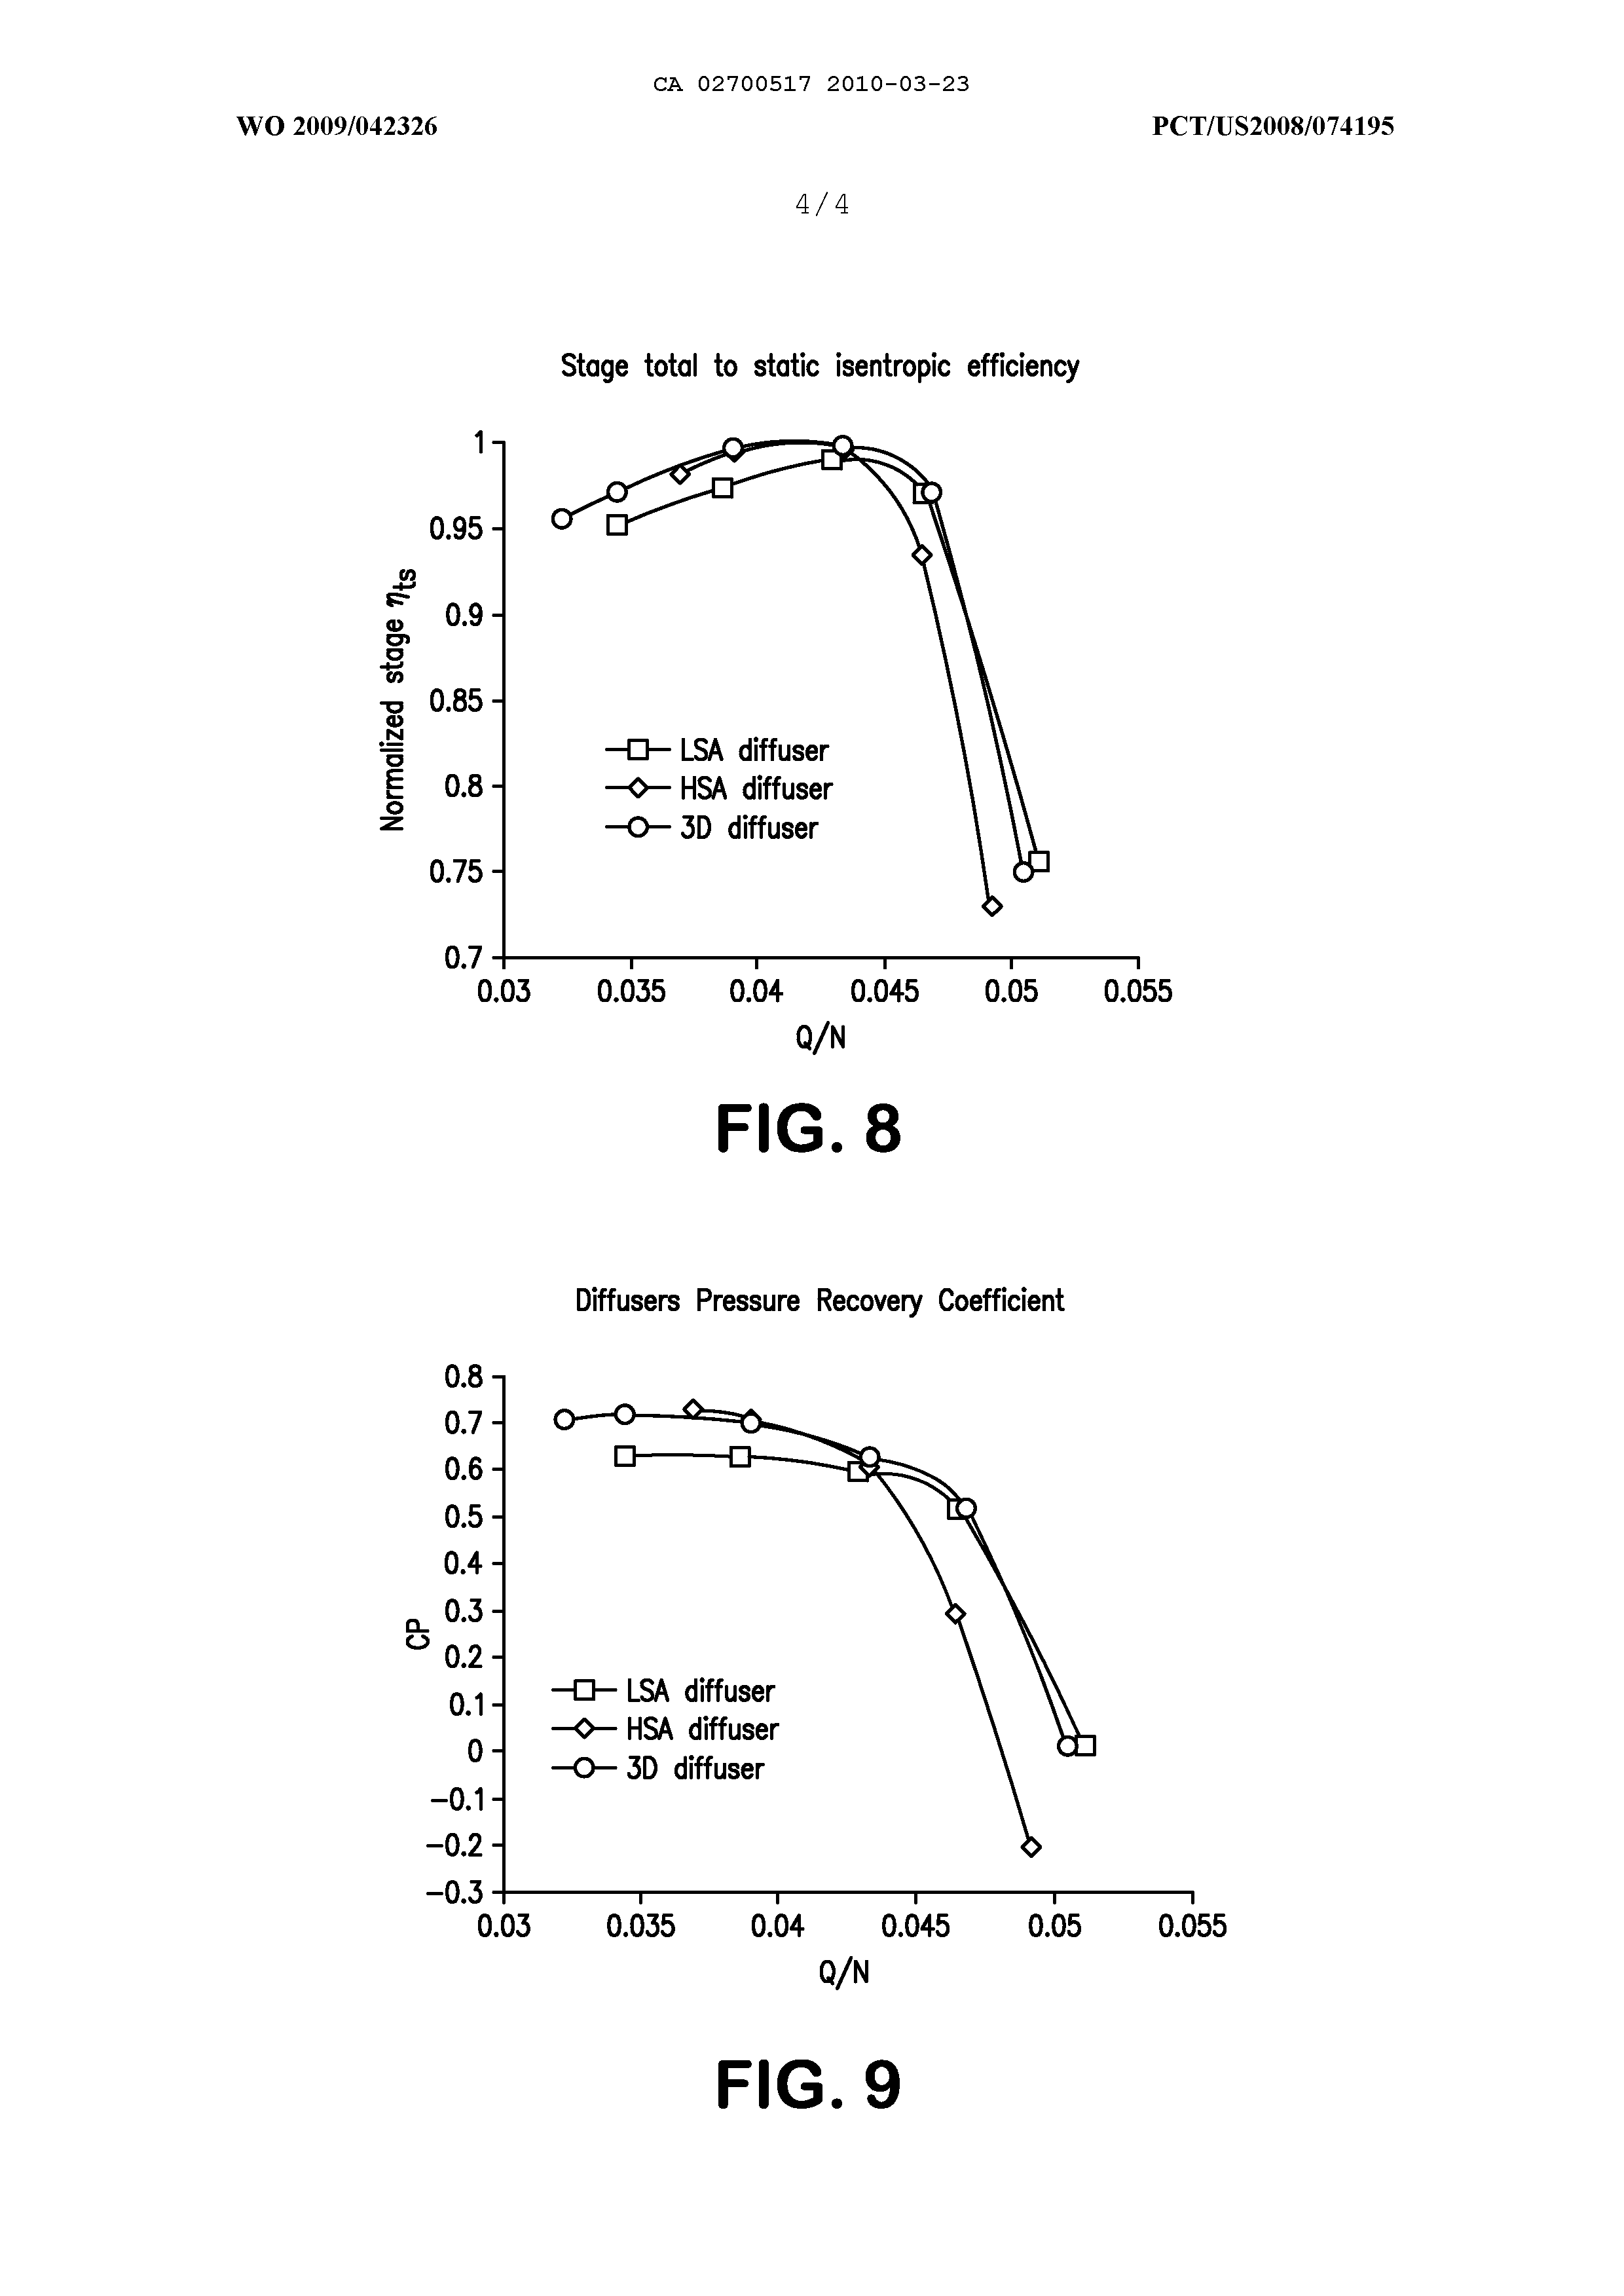 CA 02700517 2010-03-23
WO 2009/042326 PCT/US2008/074195
4/4
Stage total to static isentropic efficiency
1
0.95
0.9
0.85
0.8
0.75
0.7
Normalized stage ηts
LSA diffuser
HSA diffuser
3D diffuser
0.03 0.035 0.04 0.045 0.05 0.055
Q/N
FIG. 8
Diffusers Pressure Recovery Coefficient
0.8
0.7
0.6
0.5
0.4
0.3
0.2
0.1
0
−0.1
−0.2
−0.3
CP
LSA diffuser
HSA diffuser
3D diffuser
0.03 0.035 0.04 0.045 0.05 0.055
Q/N
FIG. 9